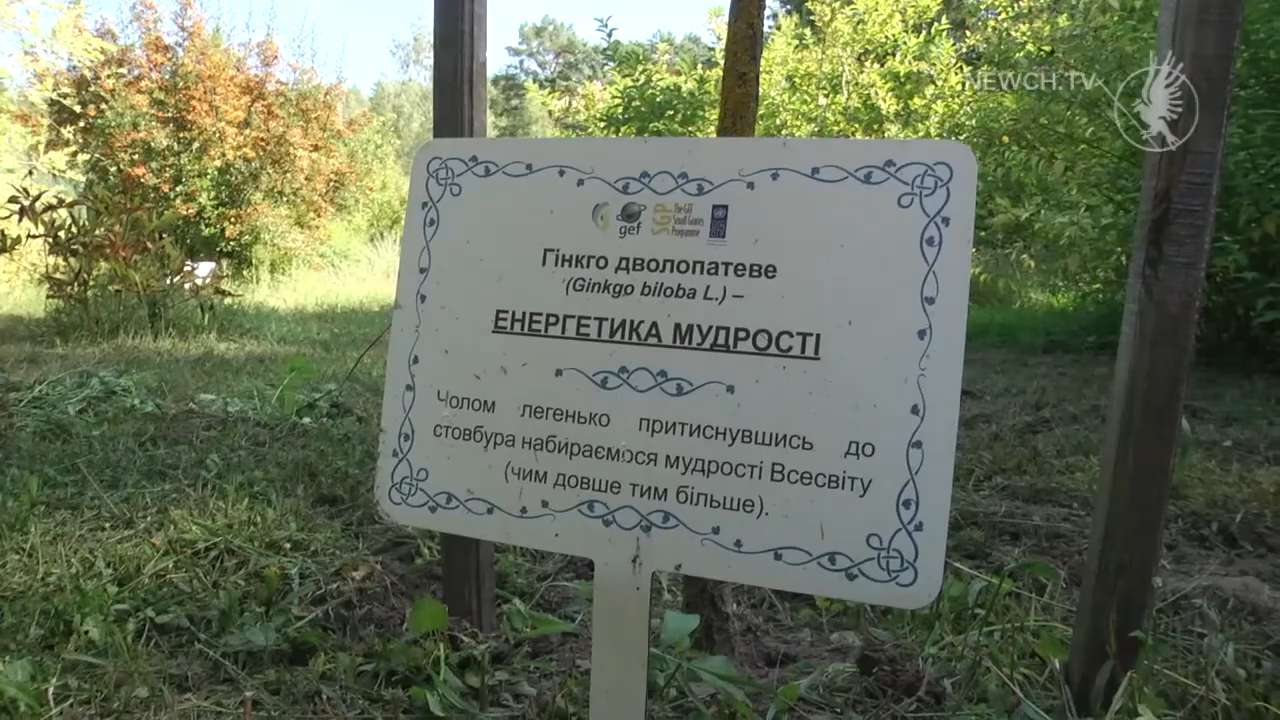 NEWCH.TV
gef
SGP The GEF
Small Grants
Programme
Гінкго дволопатеве
(Ginkgo biloba L.) –
ЕНЕРГЕТИКА МУДРОСТІ
Чолом легенько притиснувшись до
стовбура набираємося мудрості Всесвіту
(чим довше тим більше).